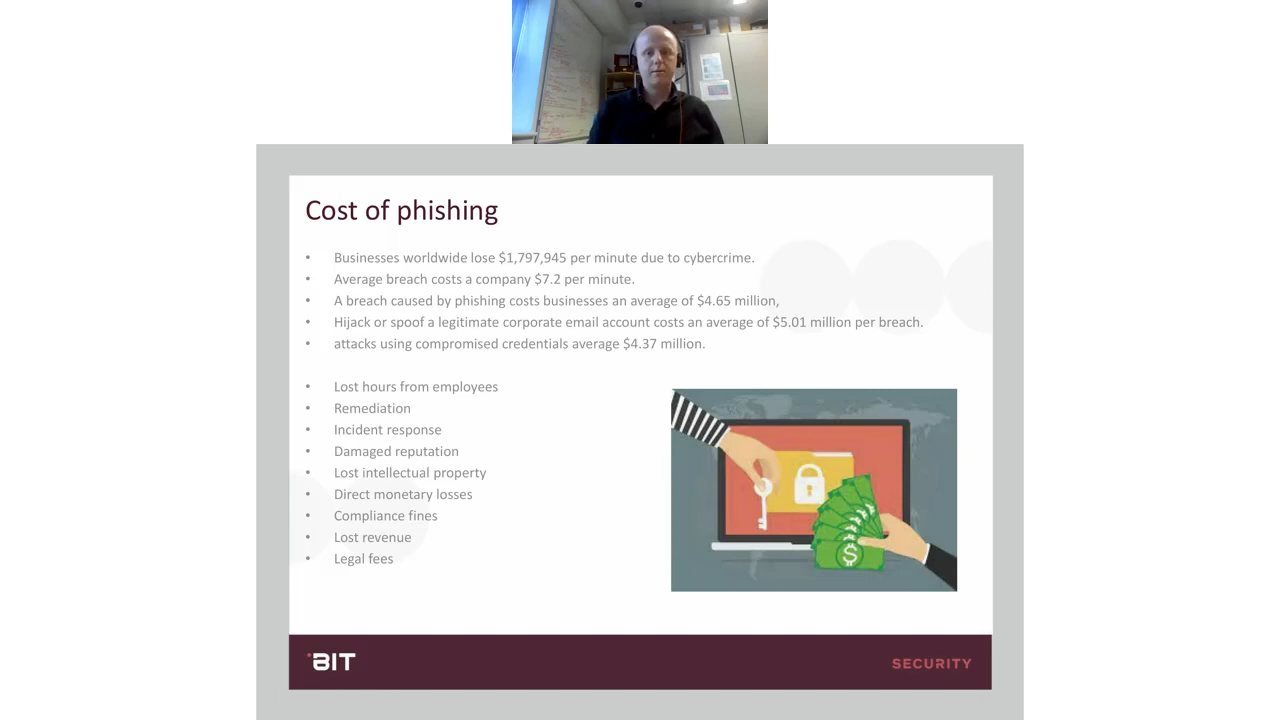 Cost of phishing
• Businesses worldwide lose $1,797,945 per minute due to cybercrime.
• Average breach costs a company $7.2 per minute.
• A breach caused by phishing costs businesses an average of $4.65 million,
• Hijack or spoof a legitimate corporate email account costs an average of $5.01 million per breach.
• attacks using compromised credentials average $4.37 million.
• Lost hours from employees
• Remediation
• Incident response
• Damaged reputation
• Lost intellectual property
• Direct monetary losses
• Compliance fines
• Lost revenue
• Legal fees
$
BIT
SECURITY